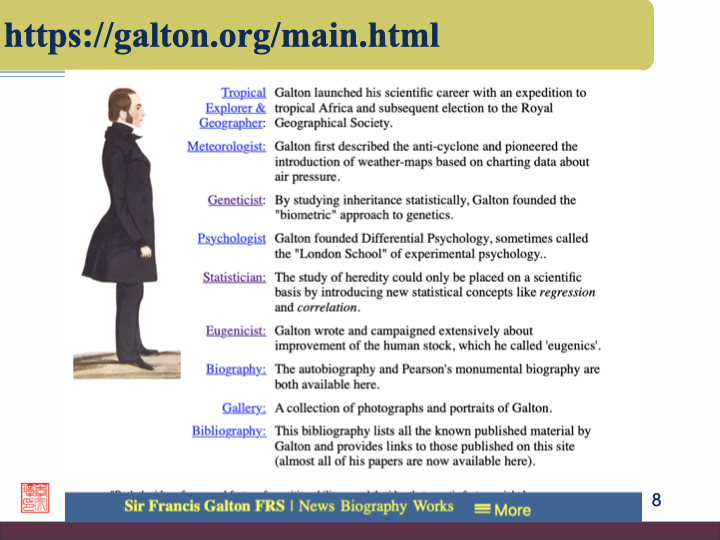 https://galton.org/main.html
Tropical Galton launched his scientific career with an expedition to
Explorer & tropical Africa and subsequent election to the Royal
Geographer: Geographical Society.
Meteorologist: Galton first described the anti-cyclone and pioneered the
introduction of weather-maps based on charting data about
air pressure.
Geneticist: By studying inheritance statistically, Galton founded the
"biometric" approach to genetics.
Psychologist Galton founded Differential Psychology, sometimes called
the "London School" of experimental psychology..
Statistician: The study of heredity could only be placed on a scientific
basis by introducing new statistical concepts like regression
and correlation.
Eugenicist: Galton wrote and campaigned extensively about
improvement of the human stock, which he called 'eugenics'.
Biography: The autobiography and Pearson's monumental biography are
both available here.
Gallery: A collection of photographs and portraits of Galton.
Bibliography: This bibliography lists all the known published material by
Galton and provides links to those published on this site
(almost all of his papers are now available here).
Sir Francis Galton FRS | News Biography Works More
8